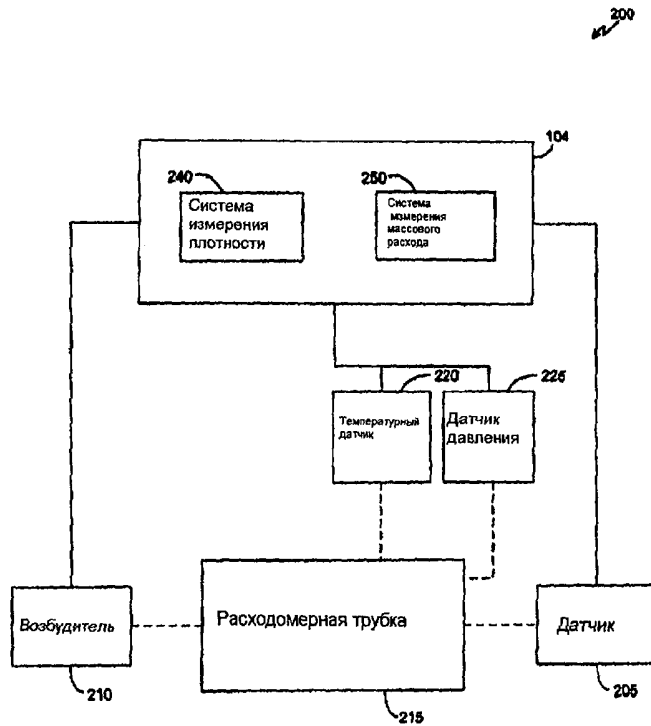 200
104
240
250
Система
измерения
плотности
Система
измерения
массового
расхода
220
225
Температурный
датчик
Датчик
давления
Возбудитель
Расходомерная трубка
Датчик
210
215
205